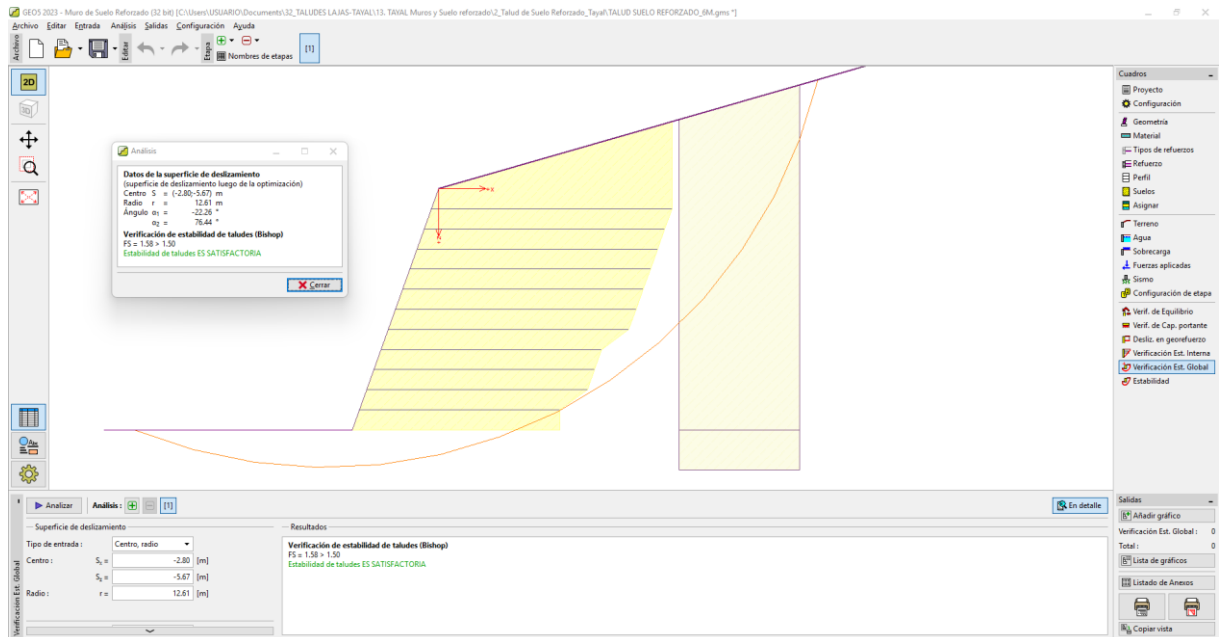 GEO5 2023 - Muro de Suelo Reforzado (32 bit) [C:\Users\USUARIO\Documents\32_TALUDES LAJAS-TAYAL\13. TAYAL Muros y Suelo reforzado\2_Talud de Suelo Reforzado_Tayal\TALUD SUELO REFORZADO_6M.gms *]
Archivo Editar Entrada Análisis Salidas Configuración Ayuda
Archivo
Editar
Etapa
Nombres de etapas
[1]
2D
3D
+x
+z
Análisis
Datos de la superficie de deslizamiento
(superficie de deslizamiento luego de la optimización)
Centro S = (-2.80;-5.67) m
Radio r = 12.61 m
Ángulo α1 = -22.26 °
α2 = 76.44 °
Verificación de estabilidad de taludes (Bishop)
FS = 1.58 > 1.50
Estabilidad de taludes ES SATISFACTORIA
Cerrar
Cuadros
Proyecto
Configuración
Geometría
Material
Tipos de refuerzos
Refuerzo
Perfil
Suelos
Asignar
Terreno
Agua
Sobrecarga
Fuerzas aplicadas
Sismo
Configuración de etapa
Verif. de Equilibrio
Verif. de Cap. portante
Desliz. en georefuerzo
Verificación Est. Interna
Verificación Est. Global
Estabilidad
Analizar
Análisis :
[1]
En detalle
Superficie de deslizamiento
Tipo de entrada : Centro, radio
Centro : Sx = -2.80 [m]
-5.67 [m]
Radio : r = 12.61 [m]
Resultados
Verificación de estabilidad de taludes (Bishop)
FS = 1.58 > 1.50
Estabilidad de taludes ES SATISFACTORIA
Verificación Est. Global
Salidas
Añadir gráfico
Verificación Est. Global : 0
Total : 0
Lista de gráficos
Listado de Anexos
Copiar vista